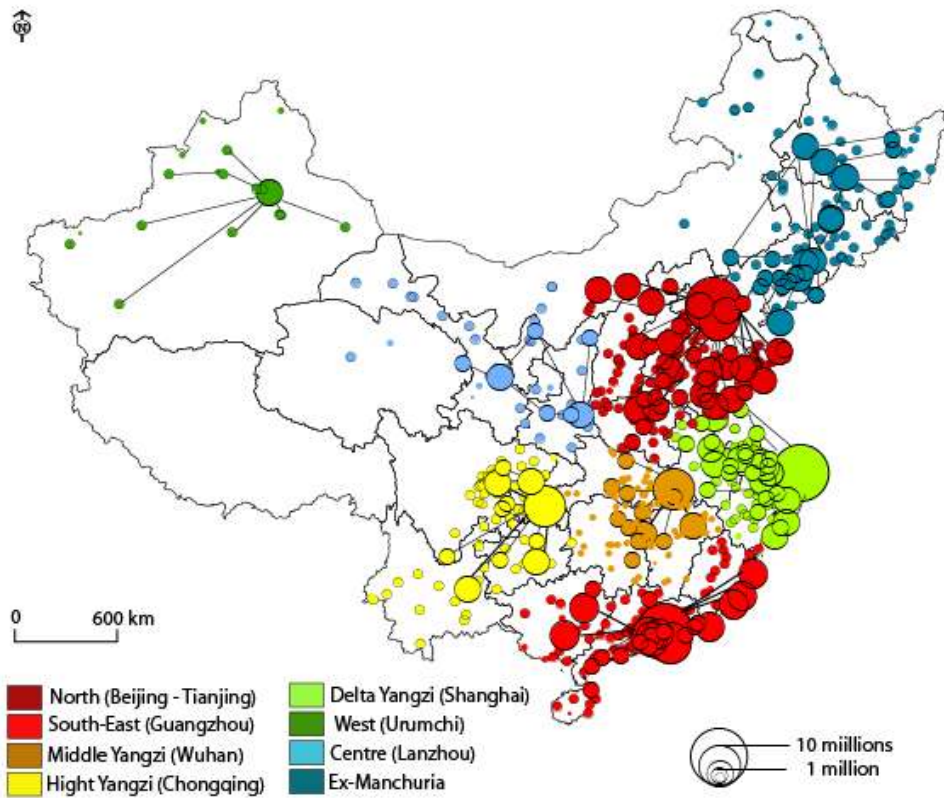 N
0 600 km
North (Beijing - Tianjing)
South-East (Guangzhou)
Middle Yangzi (Wuhan)
Hight Yangzi (Chongqing)
Delta Yangzi (Shanghai)
West (Urumchi)
Centre (Lanzhou)
Ex-Manchuria
10 miillions
1 million